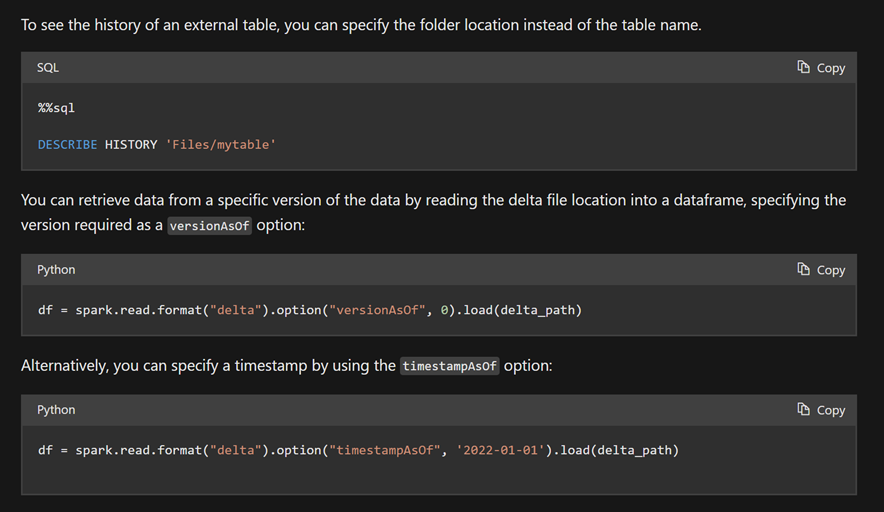 To see the history of an external table, you can specify the folder location instead of the table name.
SQL
Copy
%%sql
DESCRIBE HISTORY 'Files/mytable'
You can retrieve data from a specific version of the data by reading the delta file location into a dataframe, specifying the
version required as a versionAsOf option:
Python
Copy
df = spark.read.format("delta").option("versionAsOf", 0).load(delta_path)
Alternatively, you can specify a timestamp by using the timestampAsOf option:
Python
Copy
df = spark.read.format("delta").option("timestampAsOf", '2022-01-01').load(delta_path)